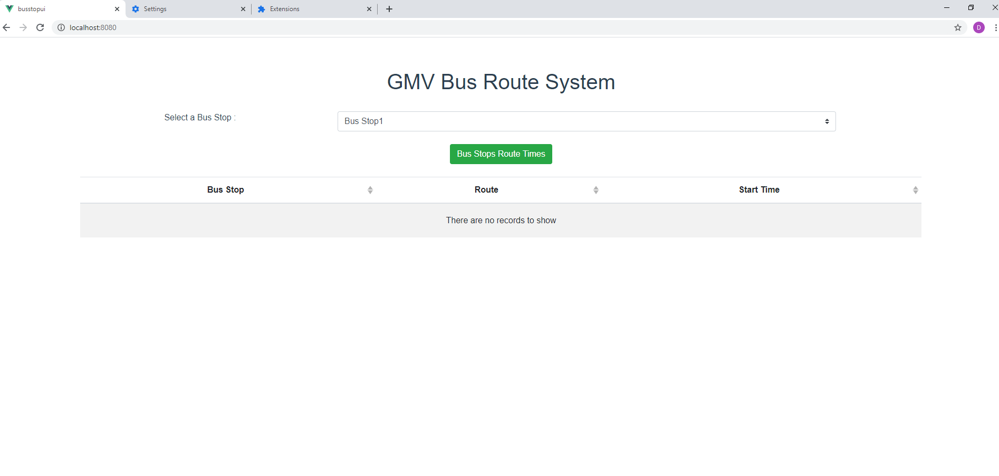 busstopui
Settings
Extensions
localhost:8080
D
GMV Bus Route System
Select a Bus Stop :
Bus Stop1
Bus Stops Route Times
Bus Stop Route Start Time
There are no records to show